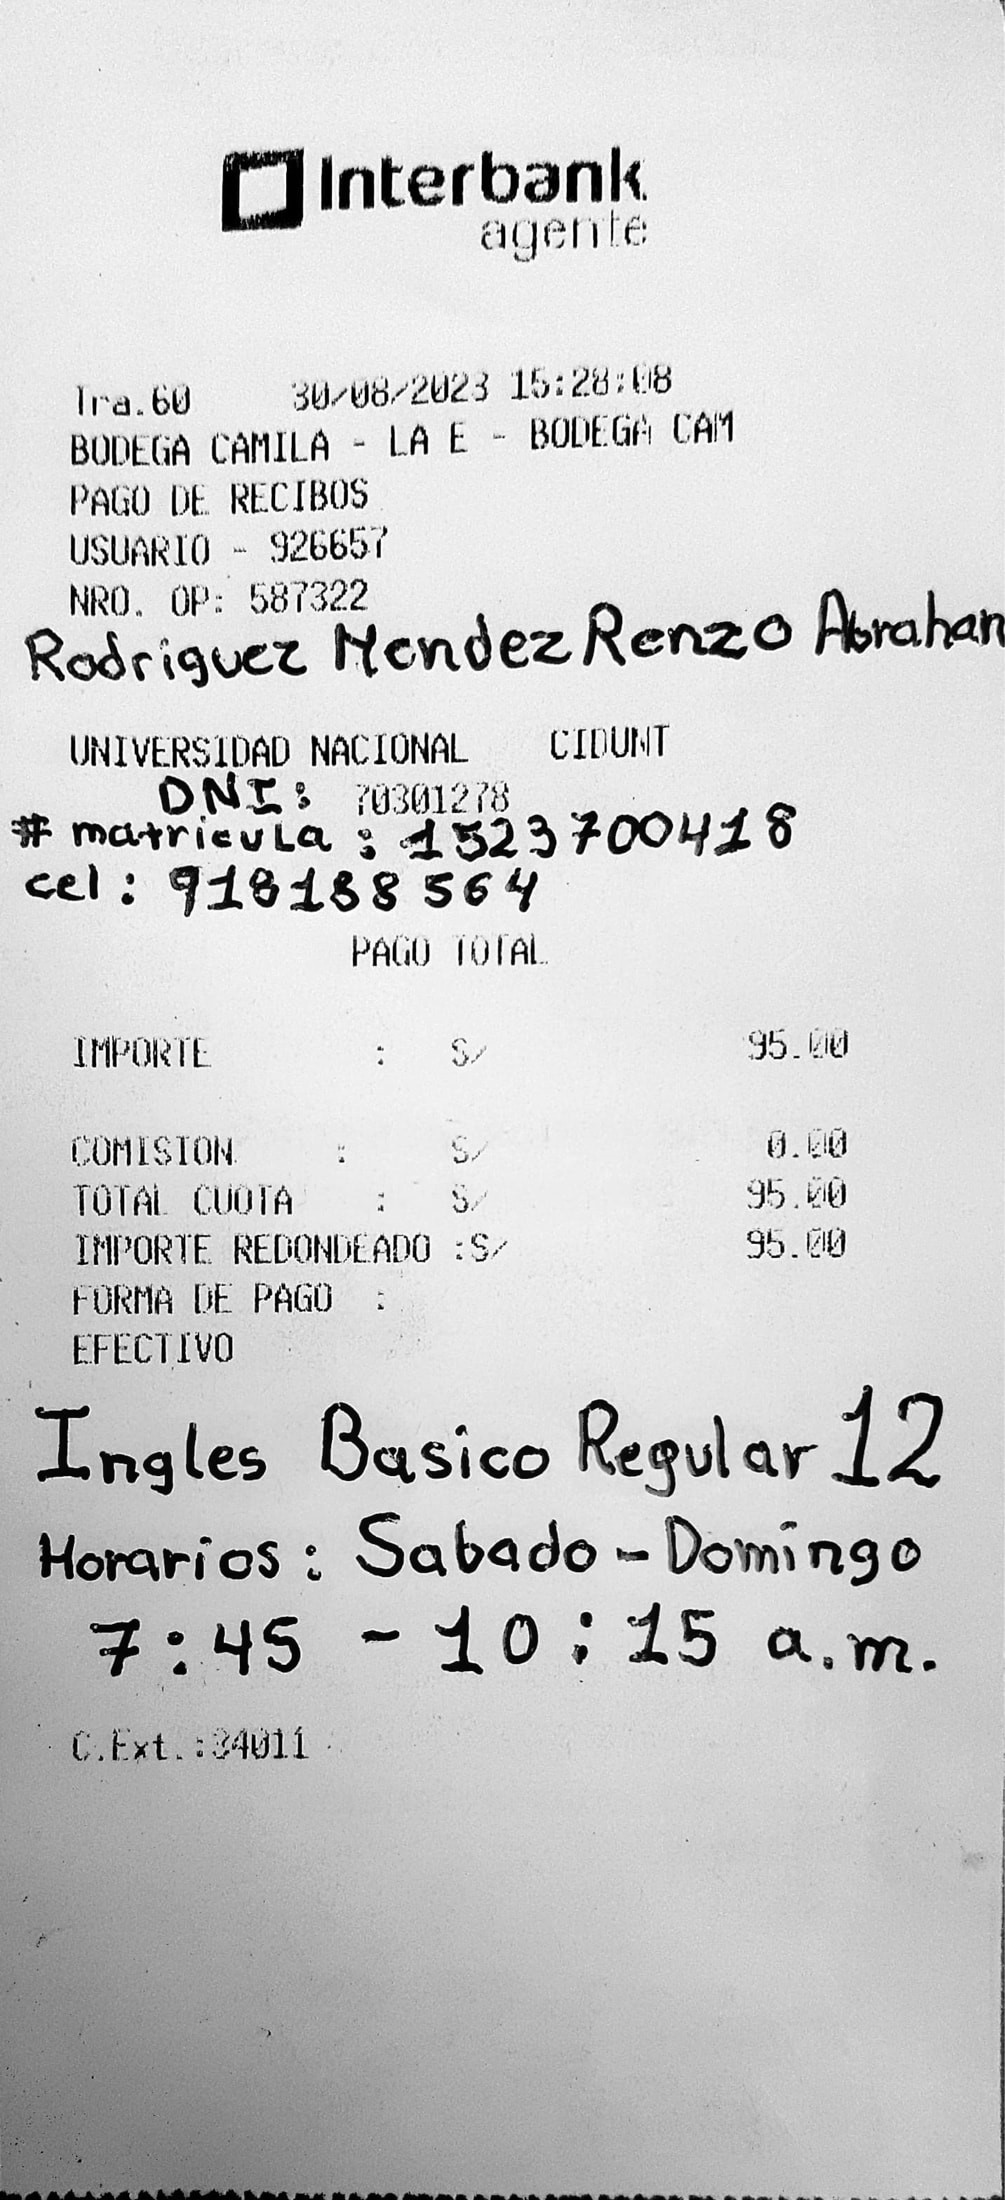 Interbank
agente
Tra.60 30/08/2023 15:28:08
BODEGA CAMILA - LA E - BODEGA CAM
PAGO DE RECIBOS
USUARIO - 926657
NRO. OP: 587322
Rodriguez Mendez Renzo Abrahan
UNIVERSIDAD NACIONAL CIDUNT
DNI: 70301278
# matricula : 1523700418
cel: 918188564
PAGO TOTAL
IMPORTE : S/ 95.00
COMISION : S/ 0.00
TOTAL CUOTA : S/ 95.00
IMPORTE REDONDEADO :S/ 95.00
FORMA DE PAGO :
EFECTIVO
Ingles Basico Regular 12
Horarios: Sabado - Domingo
7:45 - 10:15 a.m.
C.Ext.:34011